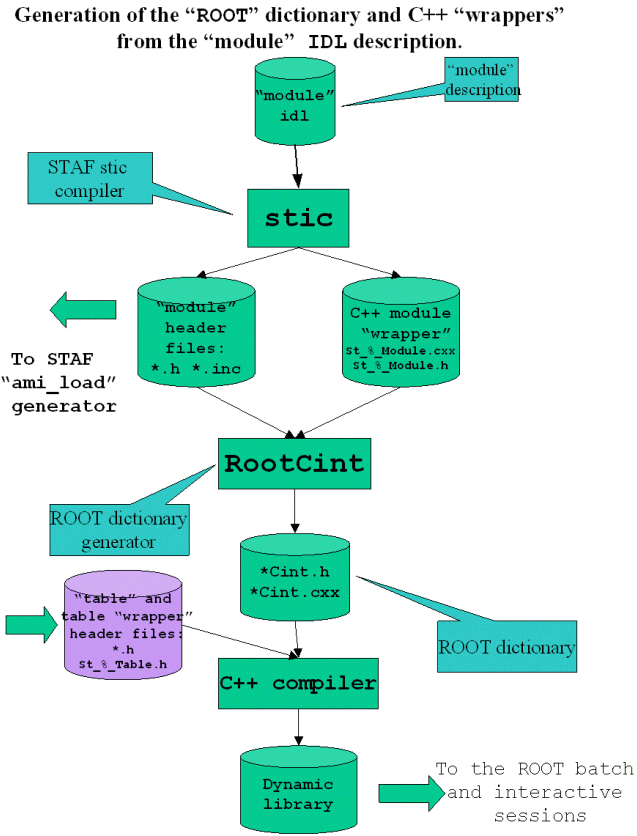 Generation of the “ROOT” dictionary and C++ “wrappers”
from the “module” IDL description.
“module”
idl
“module”
description
STAF stic
compiler
stic
“module”
header
files:
*.h *.inc
C++ module
“wrapper”
St_%_Module.cxx
St_%_Module.h
To STAF
“ami_load”
generator
RootCint
ROOT dictionary
generator
*Cint.h
*Cint.cxx
“table” and
table “wrapper”
header files:
*.h
St_%_Table.h
ROOT dictionary
C++ compiler
Dynamic
library
To the ROOT batch
and interactive
sessions